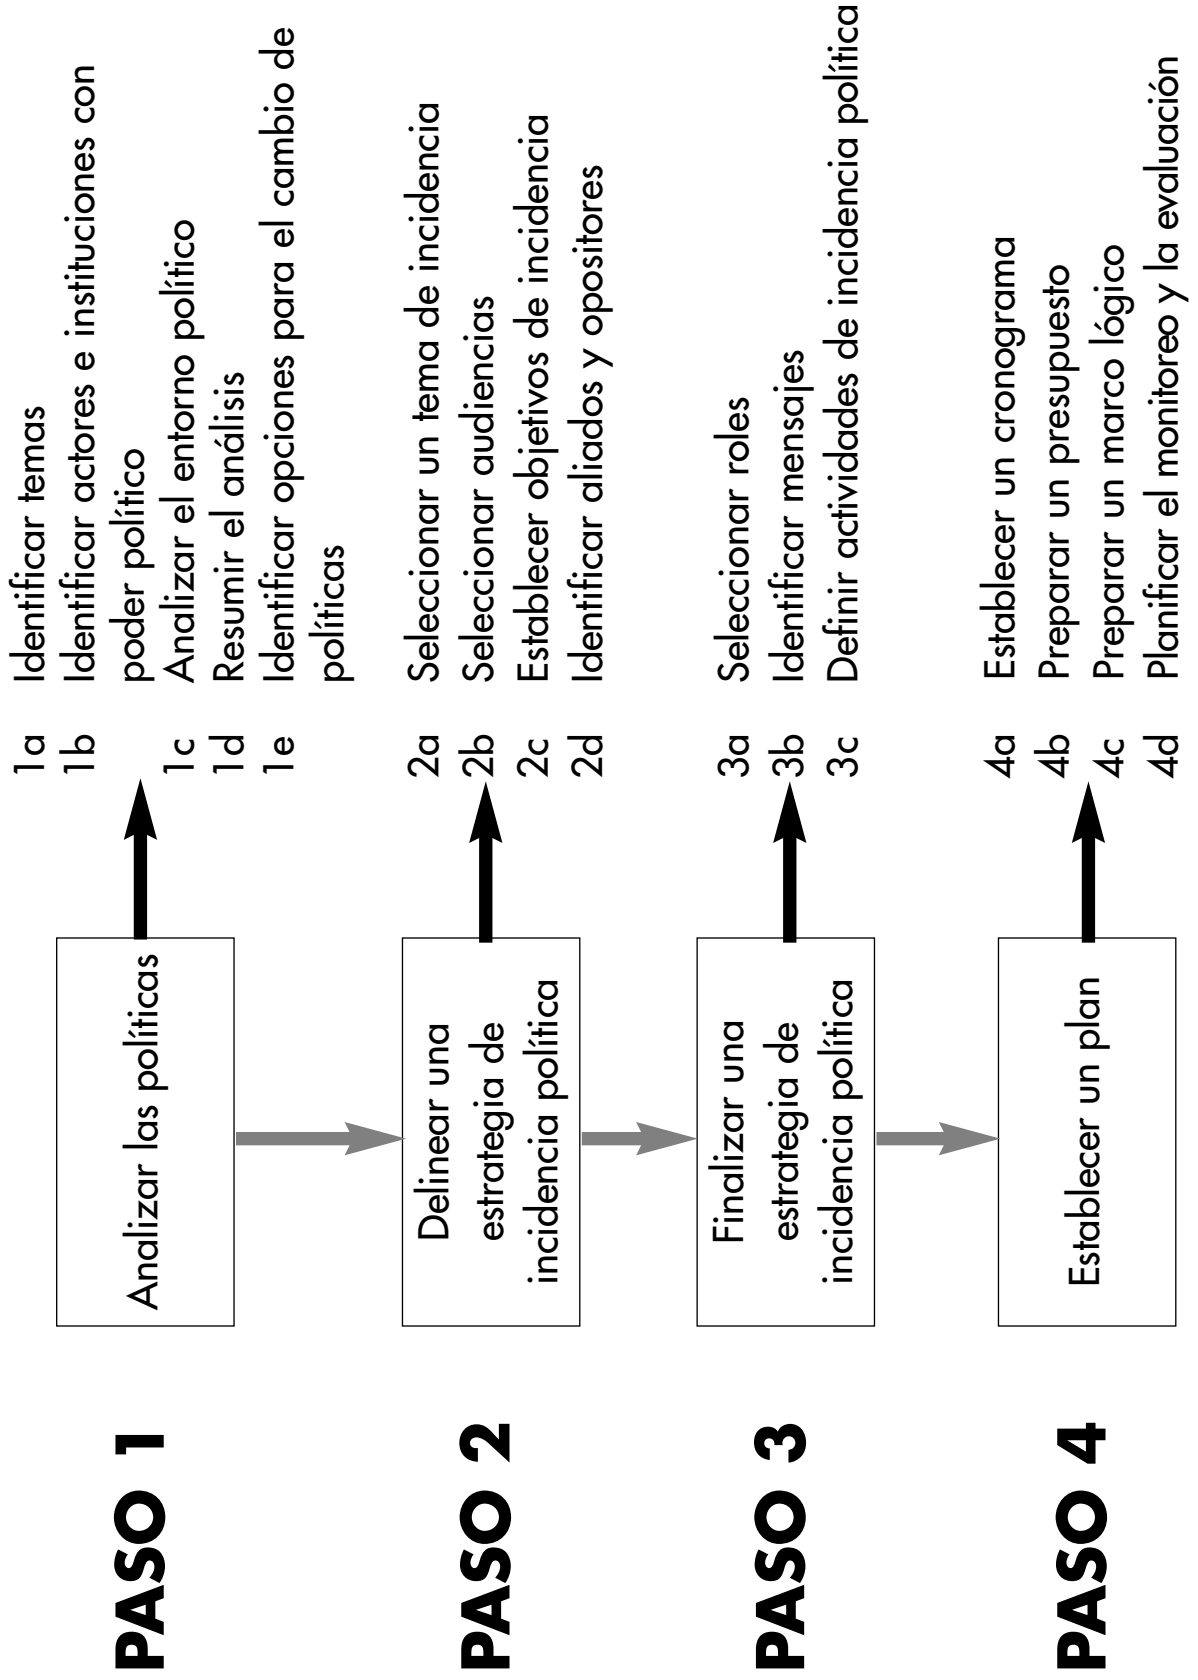 PASO 1
Analizar las políticas
1a Identificar temas
1b Identificar actores e instituciones con
poder político
1c Analizar el entorno político
1d Resumir el análisis
1e Identificar opciones para el cambio de
políticas
PASO 2
Delinear una
estrategia de
incidencia política
2a Seleccionar un tema de incidencia
2b Seleccionar audiencias
2c Establecer objetivos de incidencia
2d Identificar aliados y opositores
PASO 3
Finalizar una
estrategia de
incidencia política
3a Seleccionar roles
3b Identificar mensajes
3c Definir actividades de incidencia política
PASO 4
Establecer un plan
4a Establecer un cronograma
4b Preparar un presupuesto
4c Preparar un marco lógico
4d Planificar el monitoreo y la evaluación